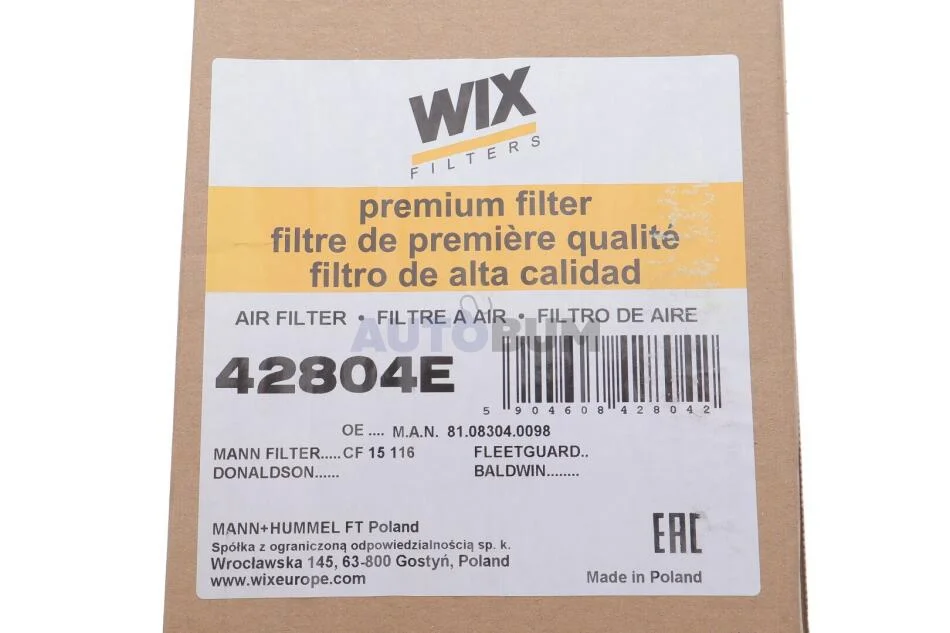 WIX
FILTERS
premium filter
filtre de première qualité
filtro de alta calidad
AIR FILTER • FILTRE A AIR • FILTRO DE AIRE
AUTOBUM
42804E
5 904608 428042
OE .... M.A.N. 81.08304.0098
MANN FILTER.....CF 15 116 FLEETGUARD..
DONALDSON...... BALDWIN........
MANN+HUMMEL FT Poland
Spółka z ograniczoną odpowiedzialnością sp. k.
Wrocławska 145, 63-800 Gostyń, Poland
www.wixeurope.com
EAC
Made in Poland